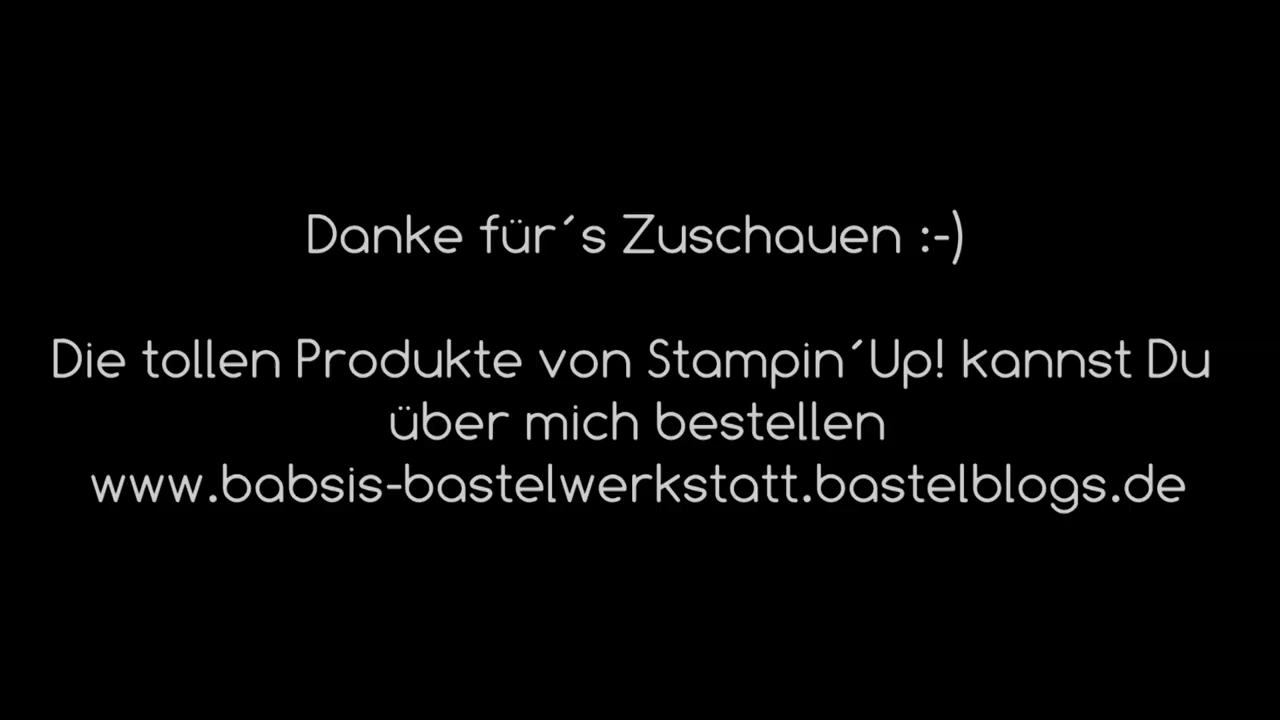 Danke für´s Zuschauen :-)
Die tollen Produkte von Stampin´Up! kannst Du
über mich bestellen
www.babsis-bastelwerkstatt.bastelblogs.de